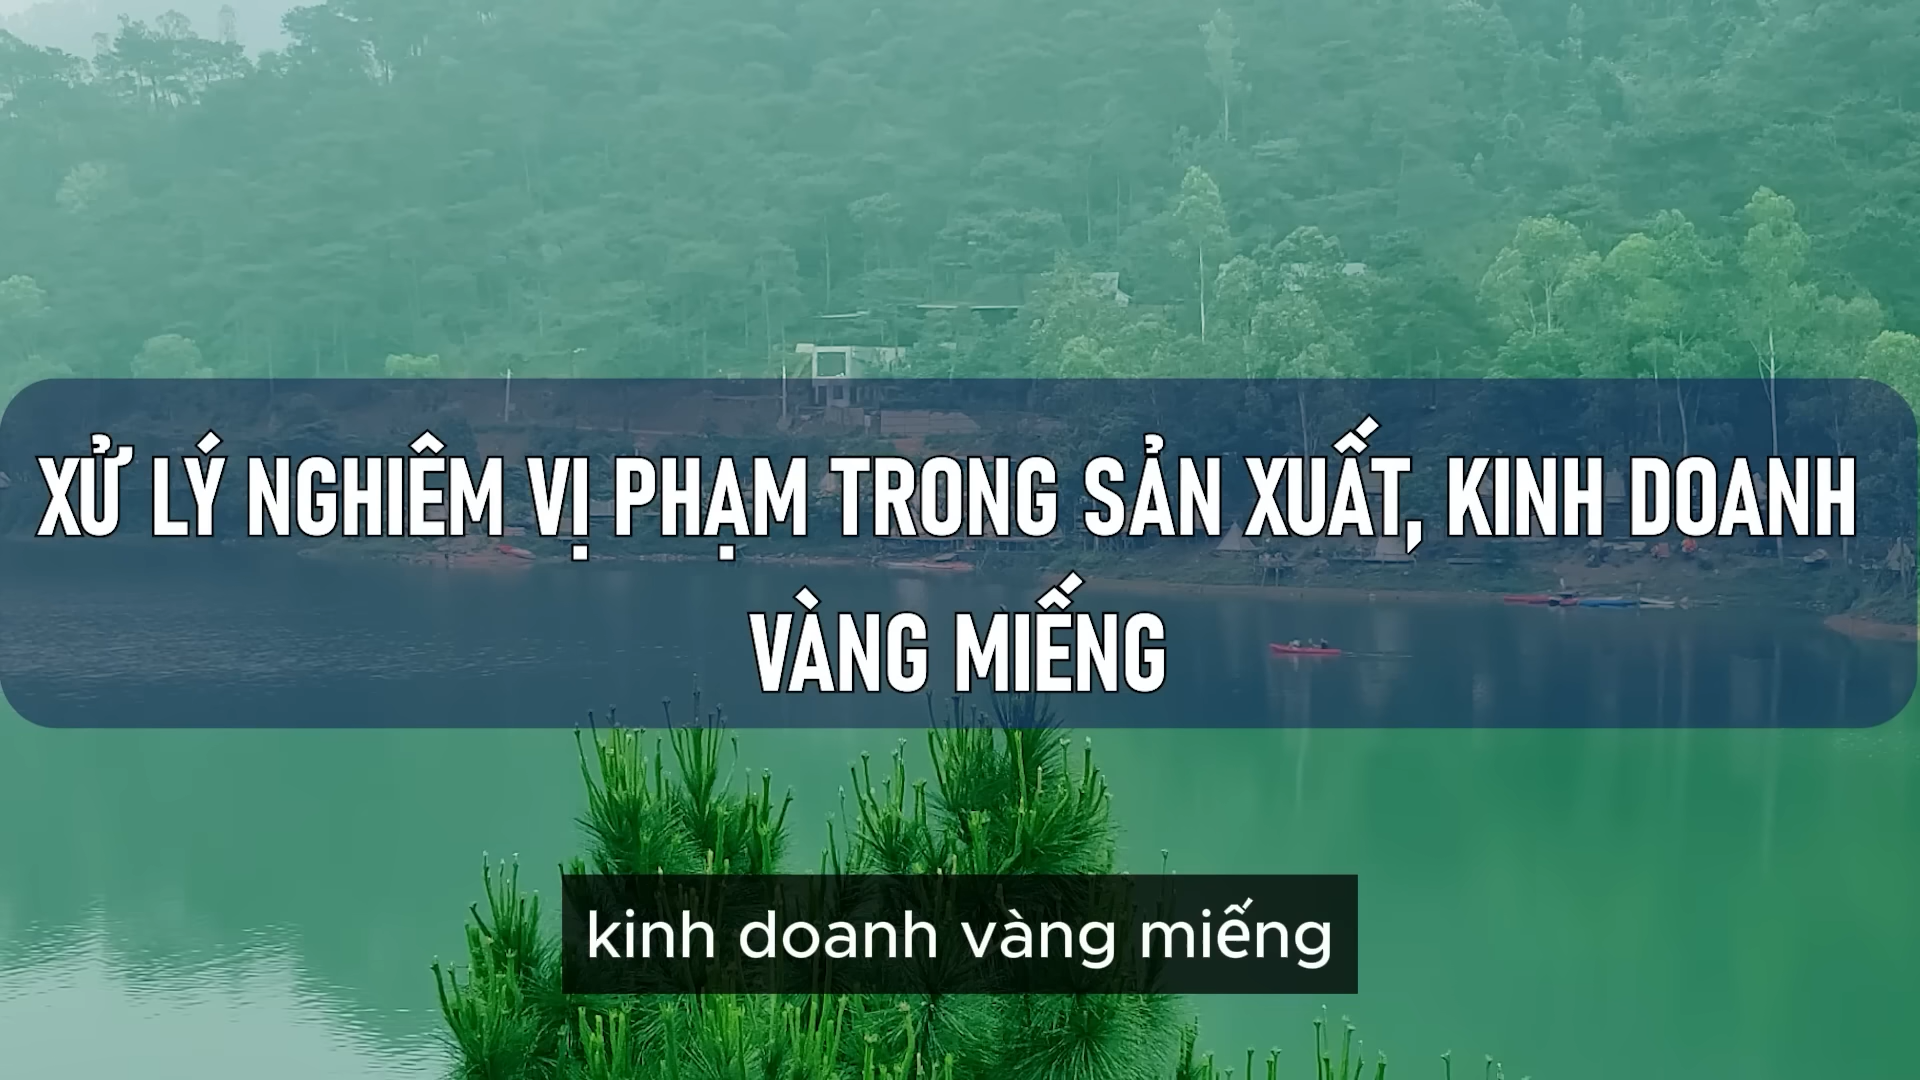 XỬ LÝ NGHIÊM VỊ PHẠM TRONG SẢN XUẤT, KINH DOANH
VÀNG MIẾNG
kinh doanh vàng miếng